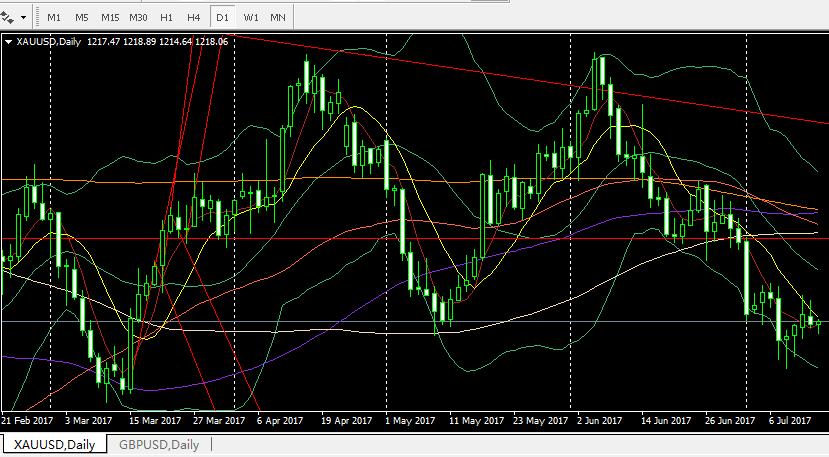 M1 M5 M15 M30 H1 H4 D1 W1 MN
XAUUSD,Daily 1217.47 1218.89 1214.64 1218.06
21 Feb 2017 3 Mar 2017 15 Mar 2017 27 Mar 2017 6 Apr 2017 19 Apr 2017 1 May 2017 11 May 2017 23 May 2017 2 Jun 2017 14 Jun 2017 26 Jun 2017 6 Jul 2017
XAUUSD,Daily GBPUSD,Daily